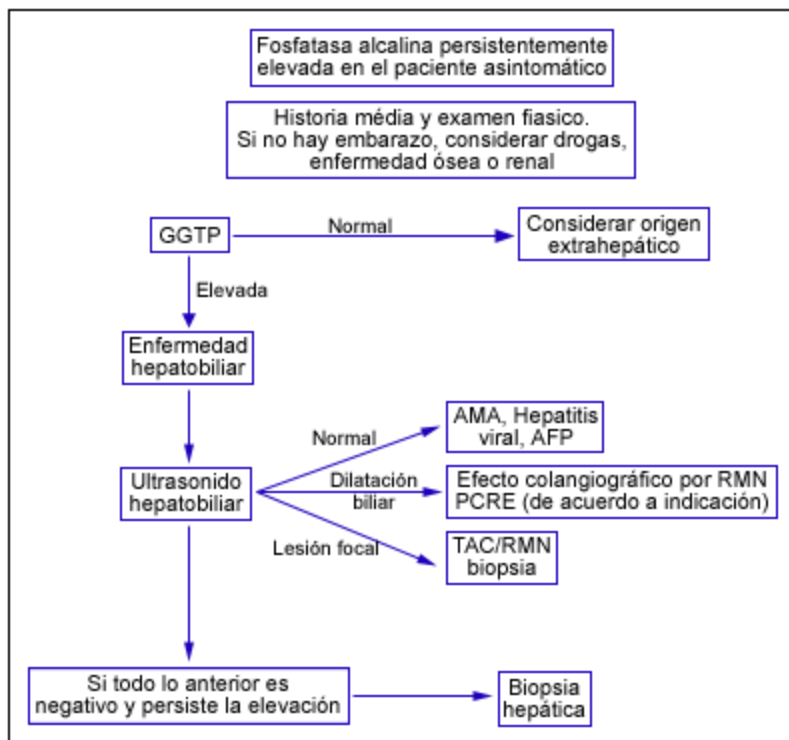 Fosfatasa alcalina persistentemente
elevada en el paciente asintomático
Historia média y examen fiasico.
Si no hay embarazo, considerar drogas,
enfermedad ósea o renal
GGTP
Normal
Considerar origen
extrahepático
Elevada
Enfermedad
hepatobiliar
Ultrasonido
hepatobiliar
Normal
AMA, Hepatitis
viral, AFP
Dilatación
biliar
Efecto colangiográfico por RMN
PCRE (de acuerdo a indicación)
Lesión focal
TAC/RMN
biopsia
Si todo lo anterior es
negativo y persiste la elevación
Biopsia
hepática